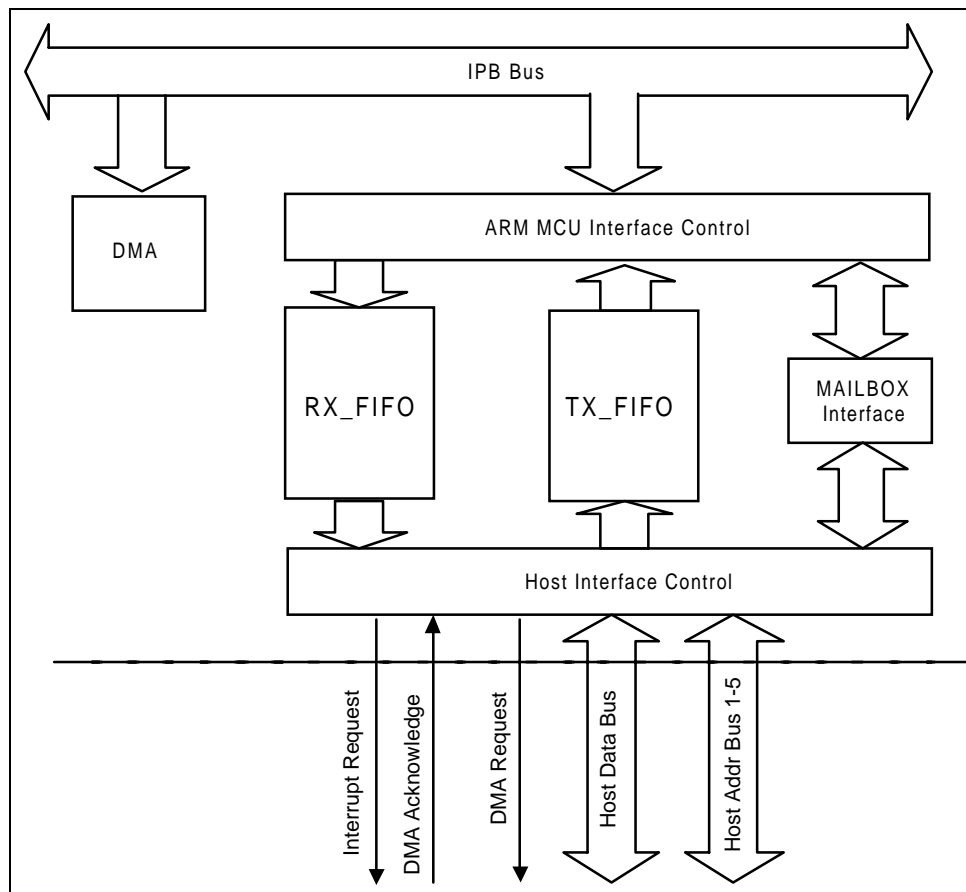 IPB Bus
DMA
ARM MCU Interface Control
RX_FIFO
TX_FIFO
MAILBOX
Interface
Host Interface Control
Interrupt Request
DMA Acknowledge
DMA Request
Host Data Bus
Host Addr Bus 1-5